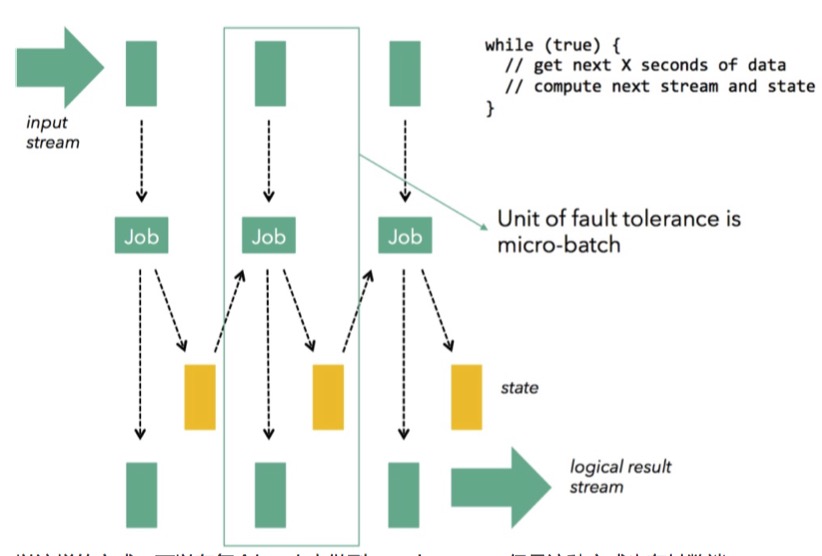 while (true) {
// get next X seconds of data
// compute next stream and state
}
input
stream
Job
Job
Job
Unit of fault tolerance is
micro-batch
state
logical result
stream